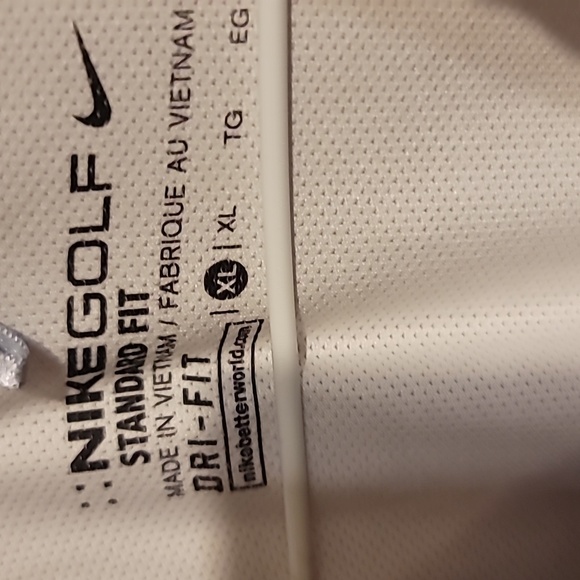 NIKEGOLF
STANDARD FIT
MADE IN VIETNAM / FABRIQUE AU VIETNAM
DRI-FIT
nikebetterworld.com | XL | XL TG EG